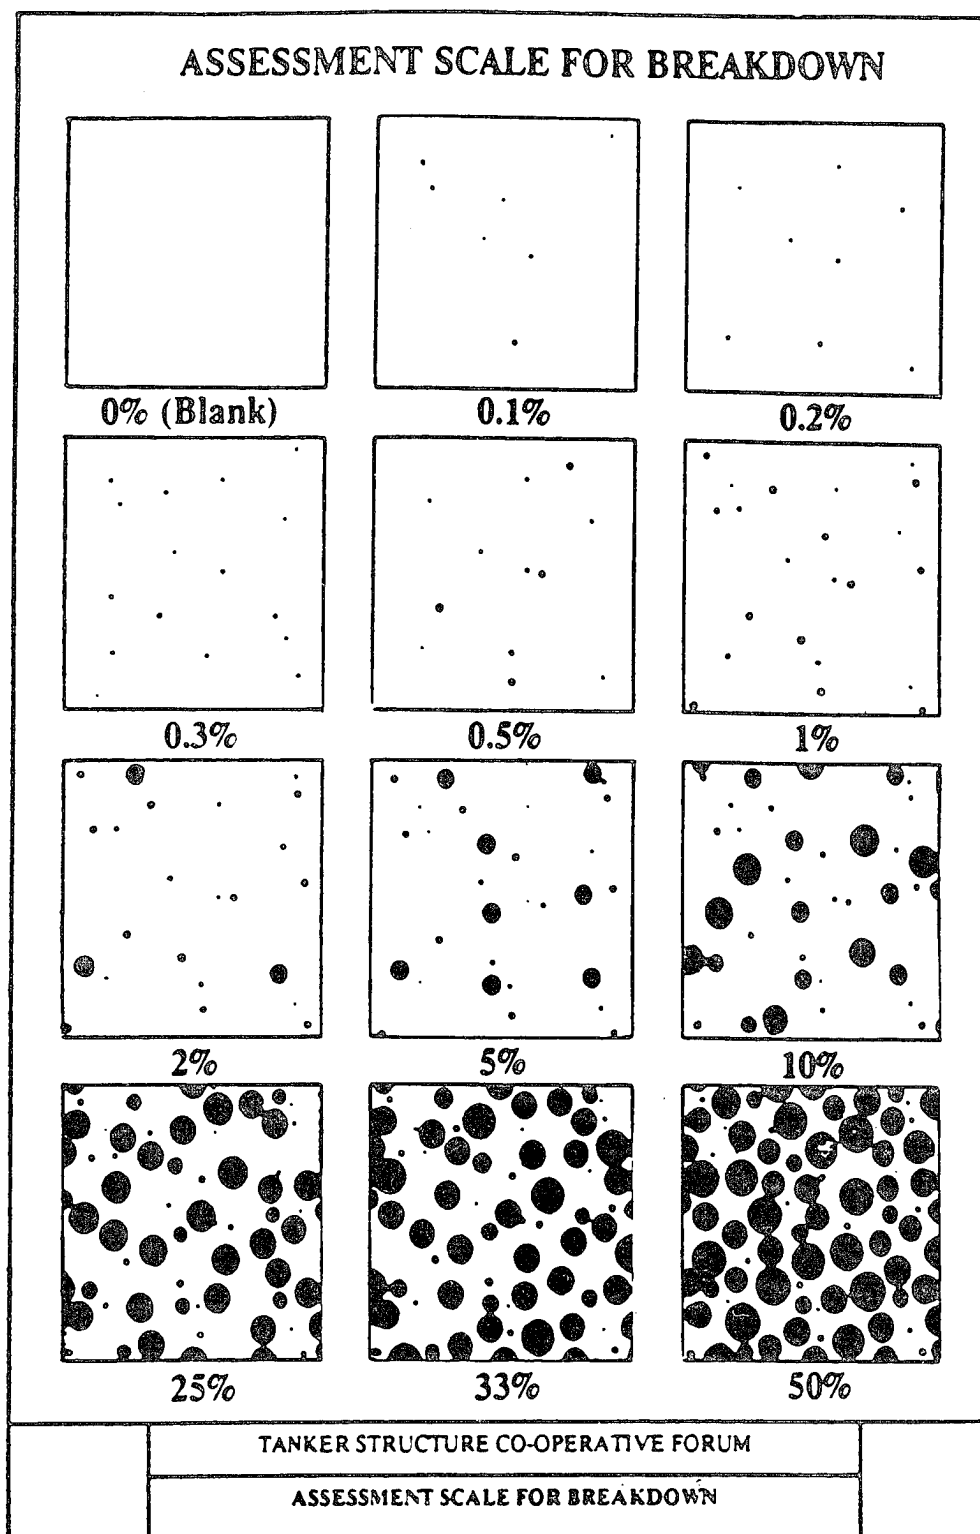 ASSESSMENT SCALE FOR BREAKDOWN
0% (Blank) 0.1% 0.2%
0.3% 0.5% 1%
2% 5% 10%
25% 33% 50%
TANKER STRUCTURE CO-OPERATIVE FORUM
ASSESSMENT SCALE FOR BREAKDOWN